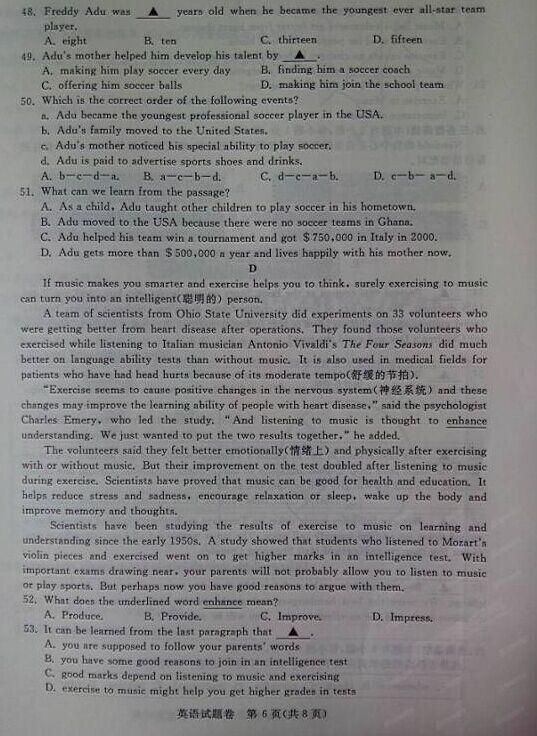 48. Freddy Adu was ▲ years old when he became the youngest ever all-star team
player.
A. eight B. ten C. thirteen D. fifteen
49. Adu's mother helped him develop his talent by ▲ .
A. making him play soccer every day B. finding him a soccer coach
C. offering him soccer balls D. making him join the school team
50. Which is the correct order of the following events?
a. Adu became the youngest professional soccer player in the USA.
b. Adu's family moved to the United States.
c. Adu's mother noticed his special ability to play soccer.
d. Adu is paid to advertise sports shoes and drinks.
A. b—c—d—a. B. a—c—b—d. C. d—c—a—b. D. c—b— a—d.
51. What can we learn from the passage?
A. As a child, Adu taught other children to play soccer in his hometown.
B. Adu moved to the USA because there were no soccer teams in Ghana.
C. Adu helped his team win a tournament and got $750,000 in Italy in 2000.
D. Adu gets more than $500,000 a year and lives happily with his mother now.
D
If music makes you smarter and exercise helps you to think, surely exercising to music
can turn you into an intelligent(聪明的) person.
A team of scientists from Ohio State University did experiments on 33 volunteers who
were getting better from heart disease after operations. They found those volunteers who
exercised while listening to Italian musician Antonio Vivaldi's The Four Seasons did much
better on language ability tests than without music. It is also used in medical fields for
patients who have had head hurts because of its moderate tempo(舒缓的节拍).
"Exercise seems to cause positive changes in the nervous system(神经系统) and these
changes may improve the learning ability of people with heart disease," said the psychologist
Charles Emery, who led the study. "And listening to music is thought to enhance
understanding. We just wanted to put the two results together," he added.
The volunteers said they felt better emotionally(情绪上) and physically after exercising
with or without music. But their improvement on the test doubled after listening to music
during exercise. Scientists have proved that music can be good for health and education. It
helps reduce stress and sadness, encourage relaxation or sleep, wake up the body and
improve memory and thoughts.
Scientists have been studying the results of exercise to music on learning and
understanding since the early 1950s. A study showed that students who listened to Mozart's
violin pieces and exercised went on to get higher marks in an intelligence test. With
important exams drawing near, your parents will not probably allow you to listen to music
or play sports. But perhaps now you have good reasons to argue with them.
52. What does the underlined word enhance mean?
A. Produce. B. Provide. C. Improve. D. Impress.
53. It can be learned from the last paragraph that ▲ .
A. you are supposed to follow your parents' words
B. you have some good reasons to join in an intelligence test
C. good marks depend on listening to music and exercising
D. exercise to music might help you get higher grades in tests
英语试题卷 第 6 页(共 8 页)